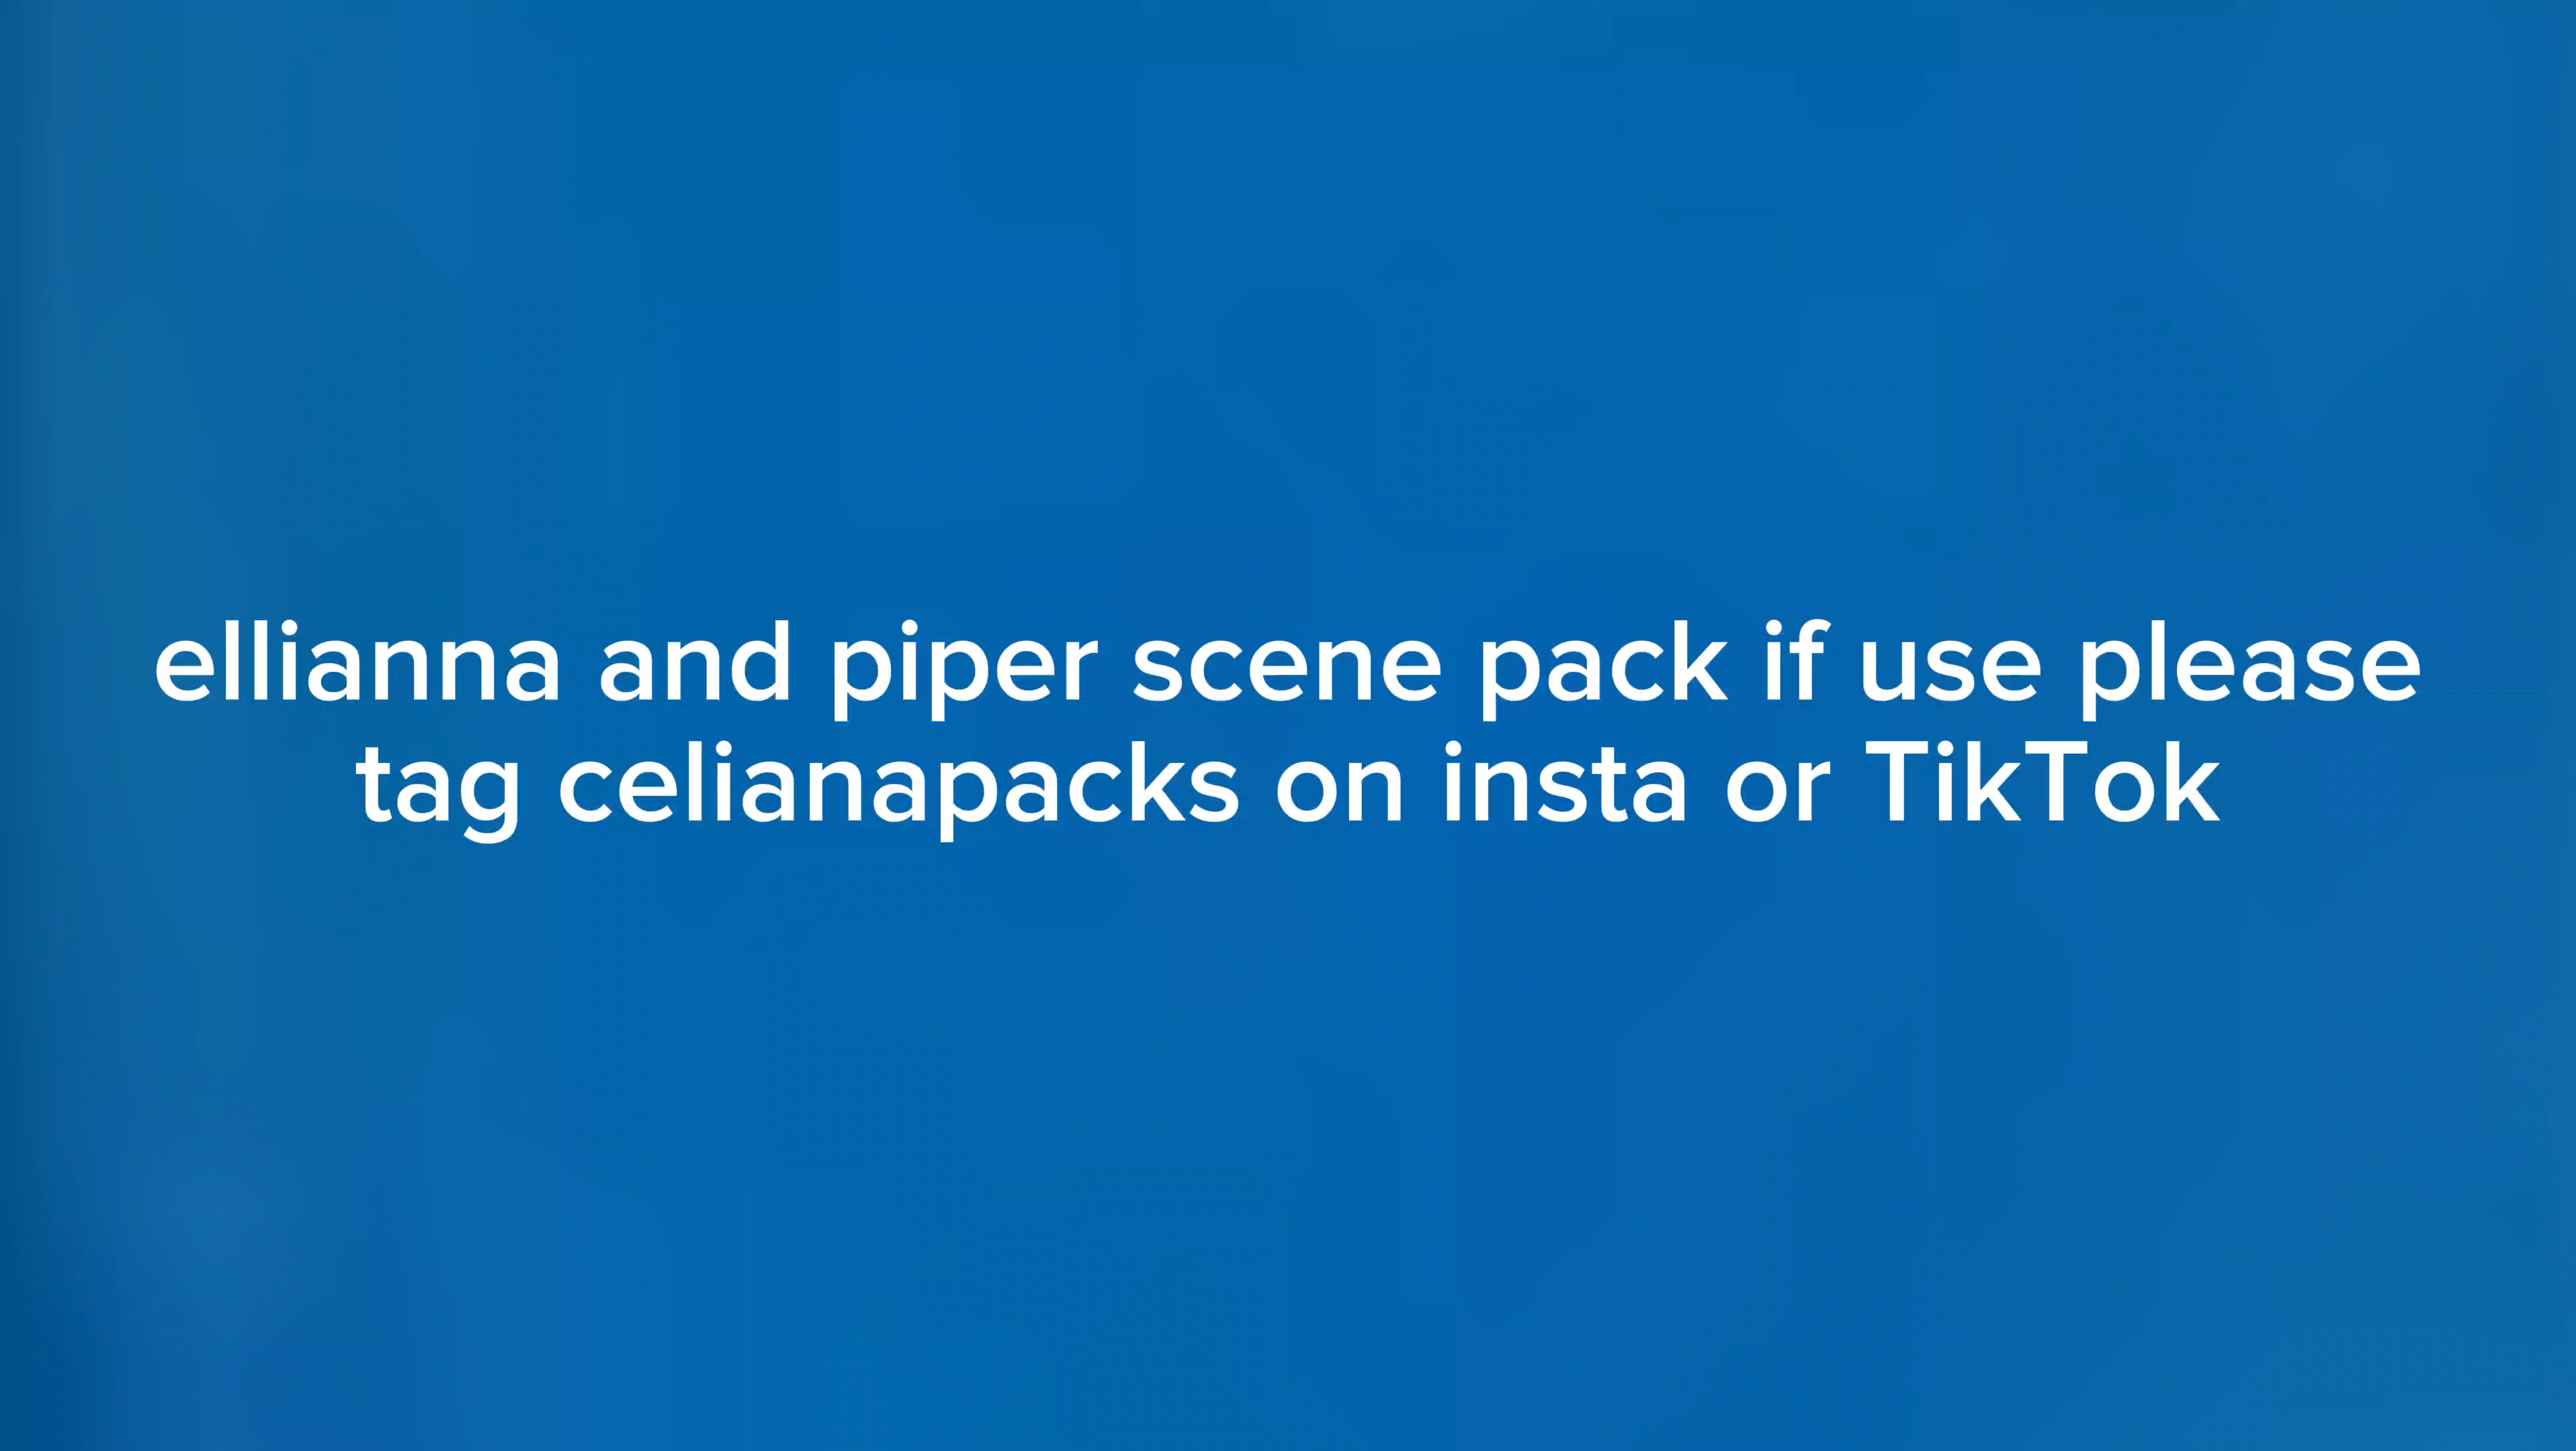 ellianna and piper scene pack if use please
tag celianapacks on insta or TikTok